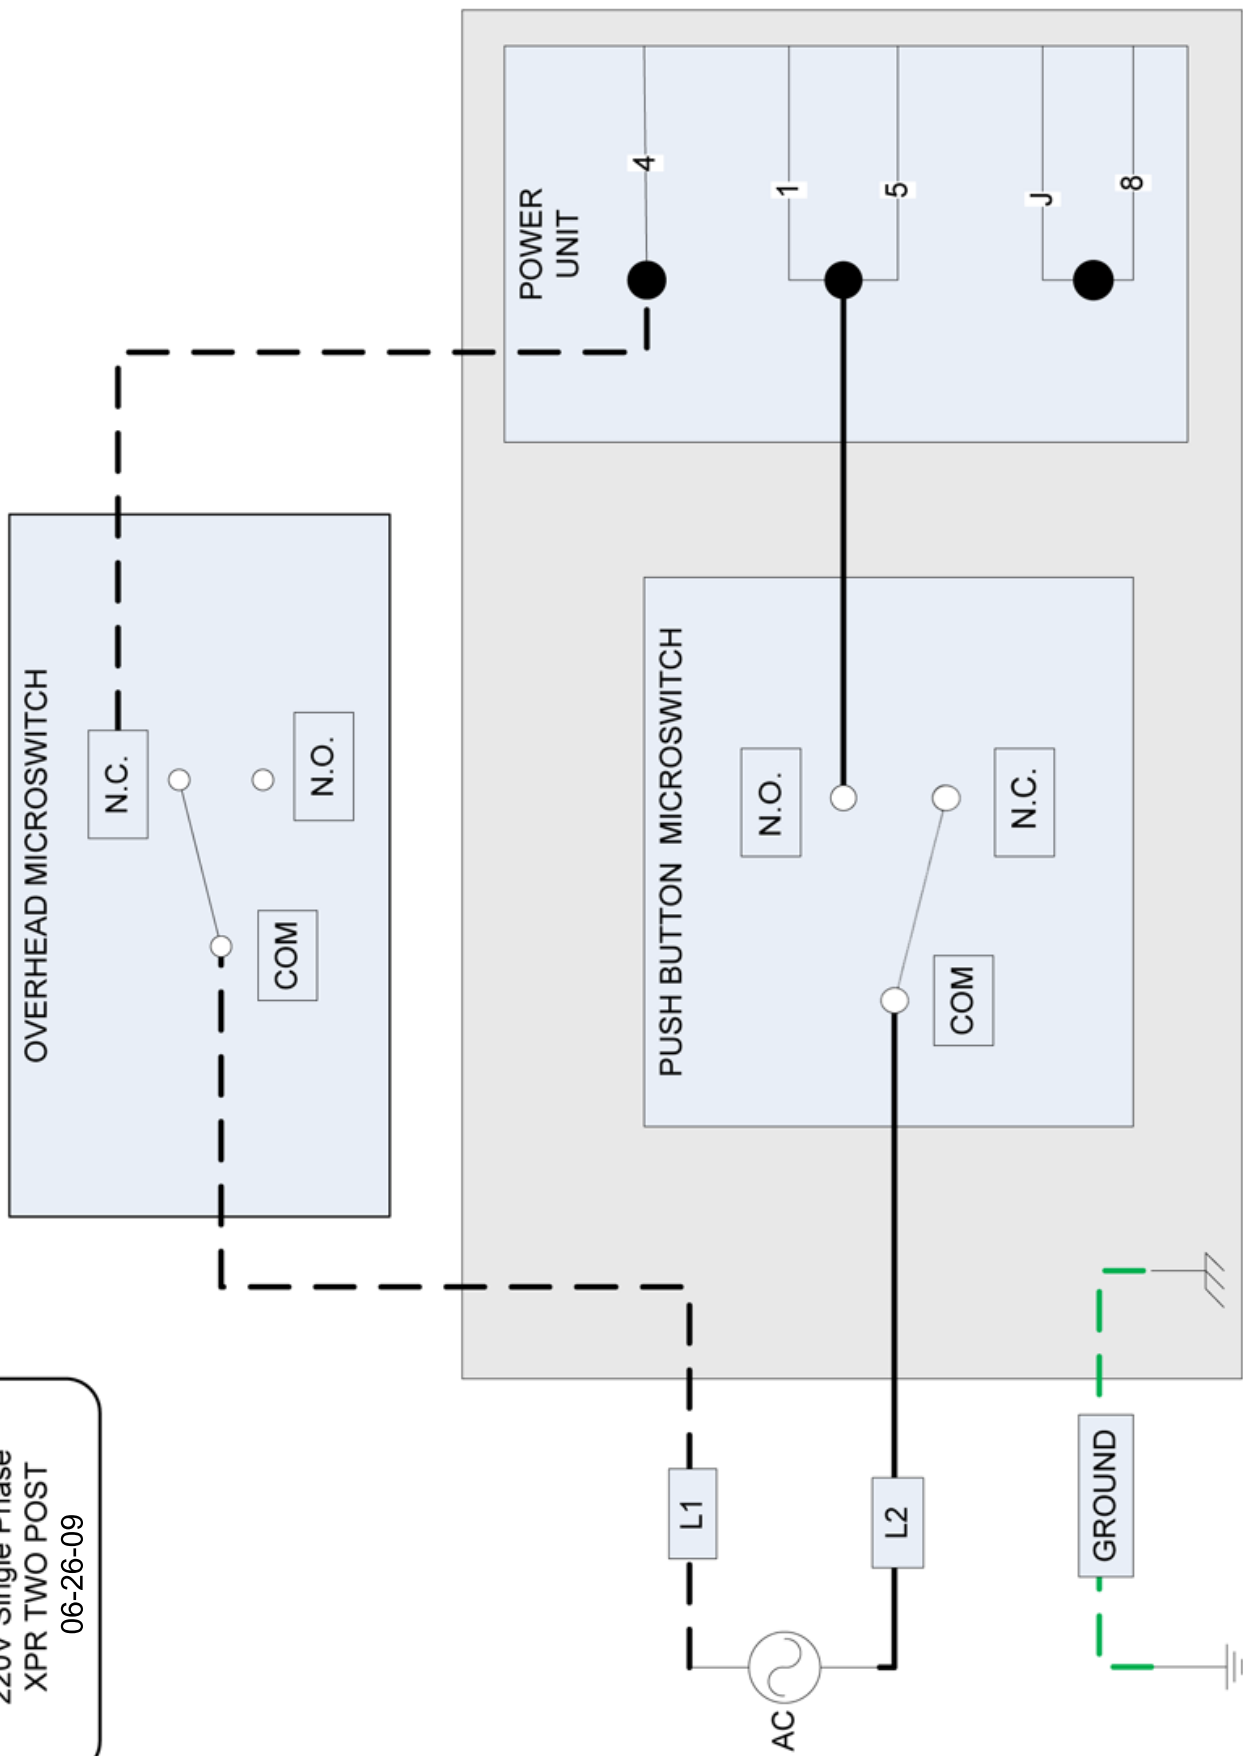 220V Single Phase
XPR TWO POST
06-26-09
OVERHEAD MICROSWITCH
N.C.
COM
N.O.
POWER
UNIT
4
PUSH BUTTON MICROSWITCH
L1
N.O.
AC
1
L2
5
COM
N.C.
J
GROUND
8